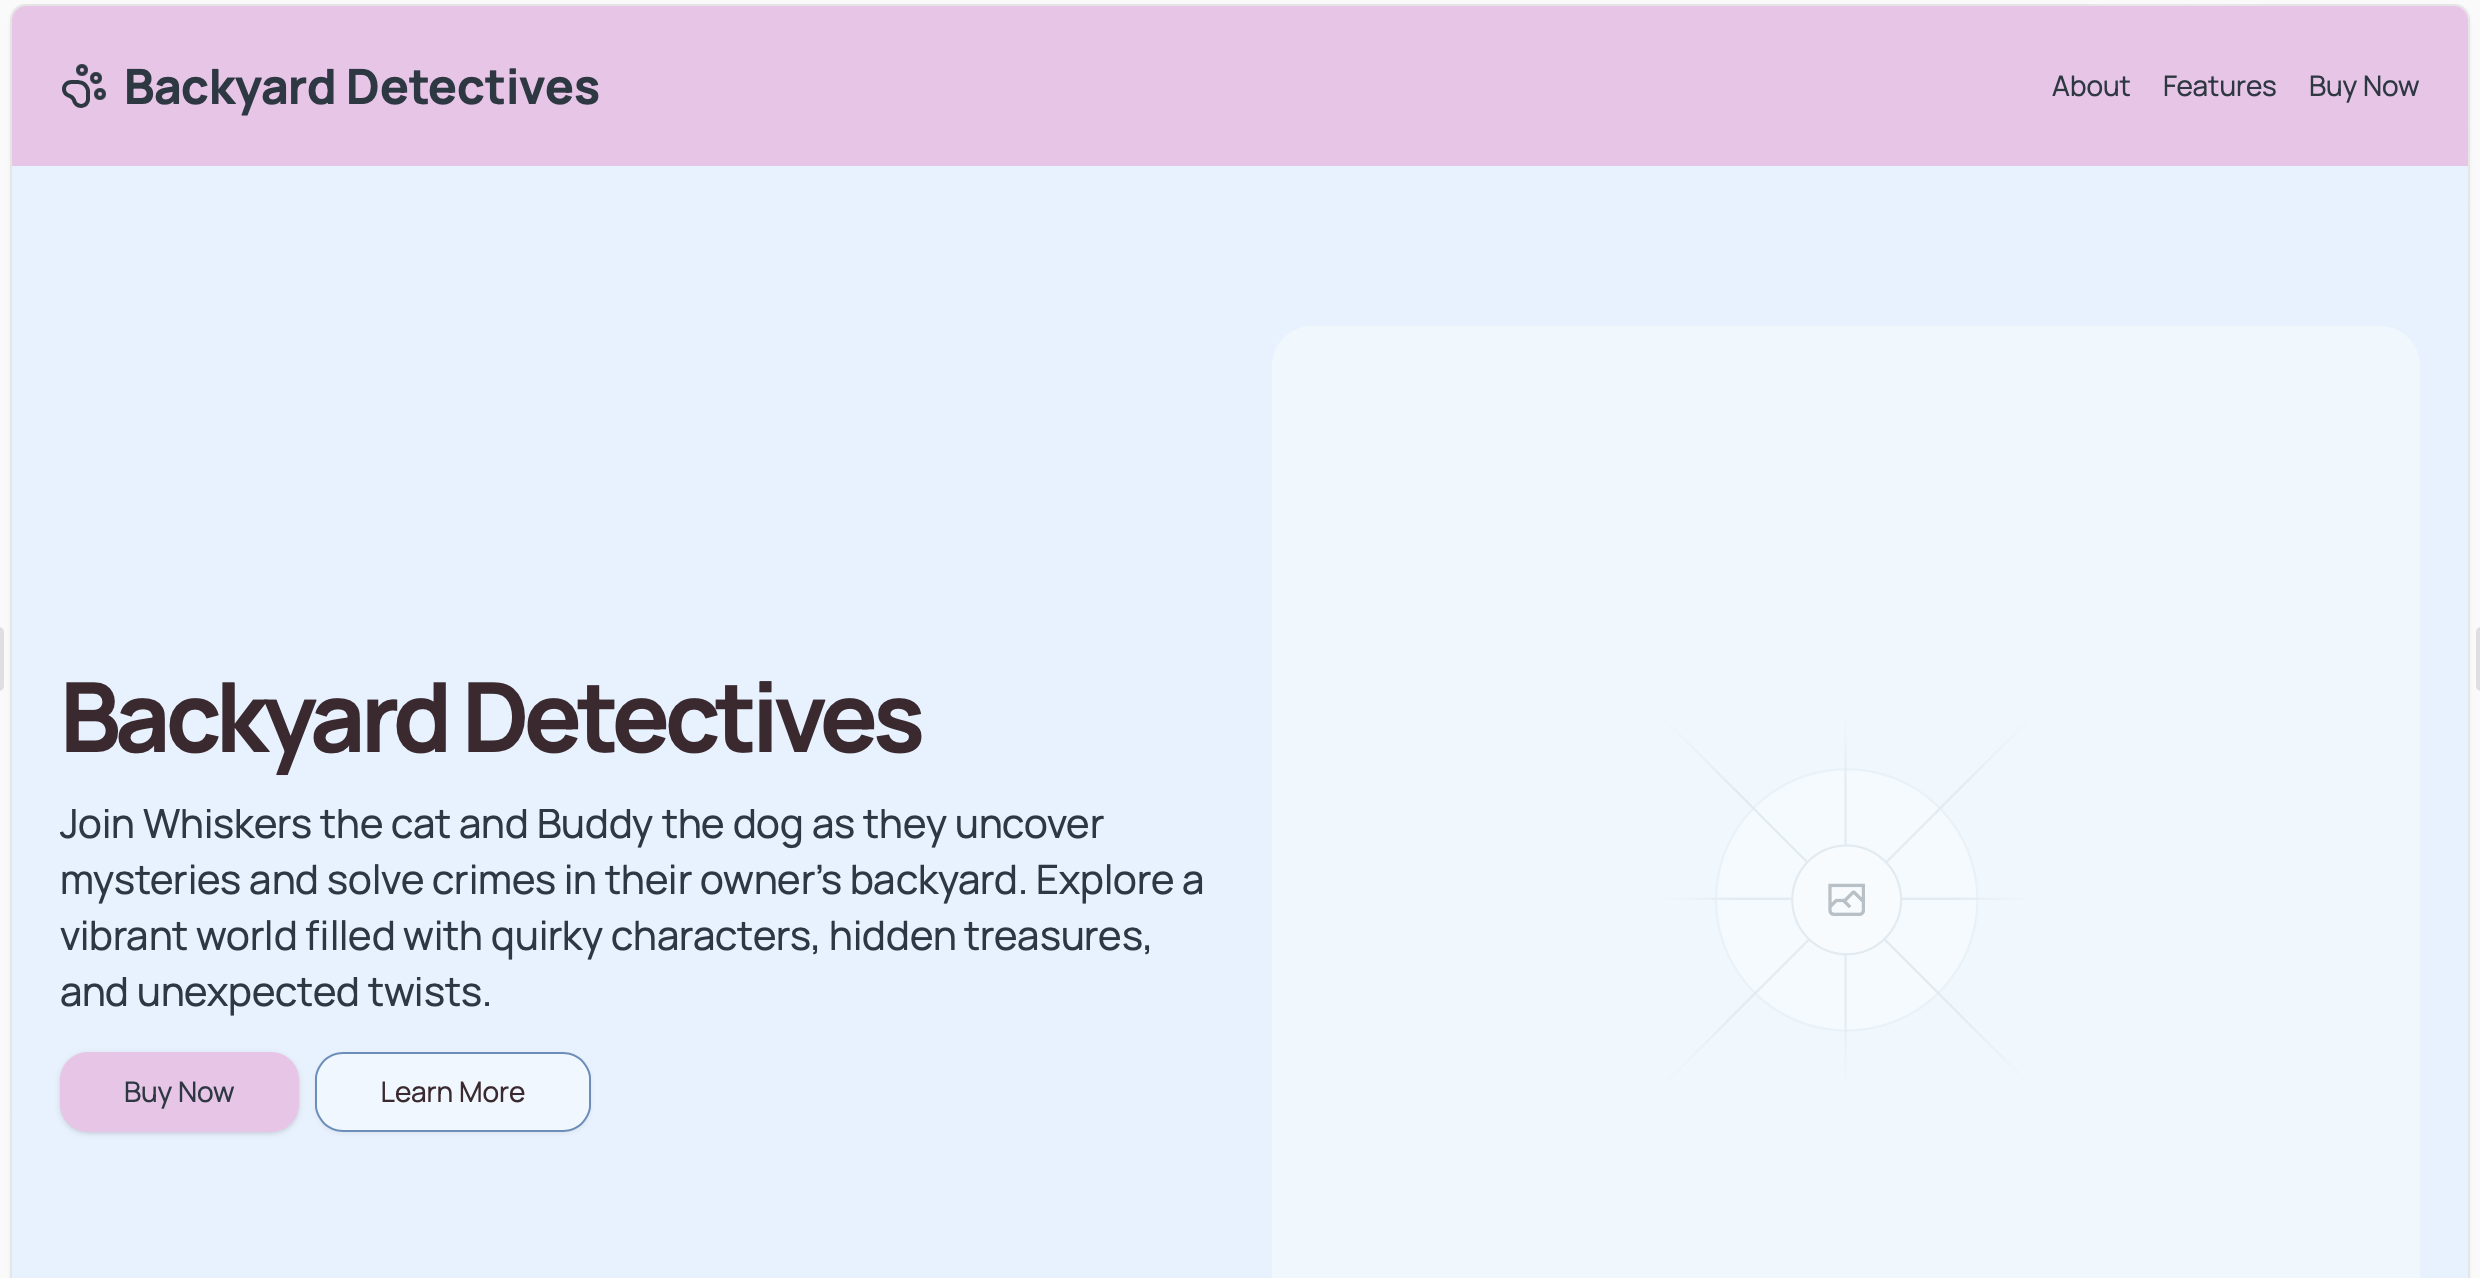 Backyard Detectives
About Features Buy Now
Backyard Detectives
Join Whiskers the cat and Buddy the dog as they uncover
mysteries and solve crimes in their owner’s backyard. Explore a
vibrant world filled with quirky characters, hidden treasures,
and unexpected twists.
Buy Now
Learn More